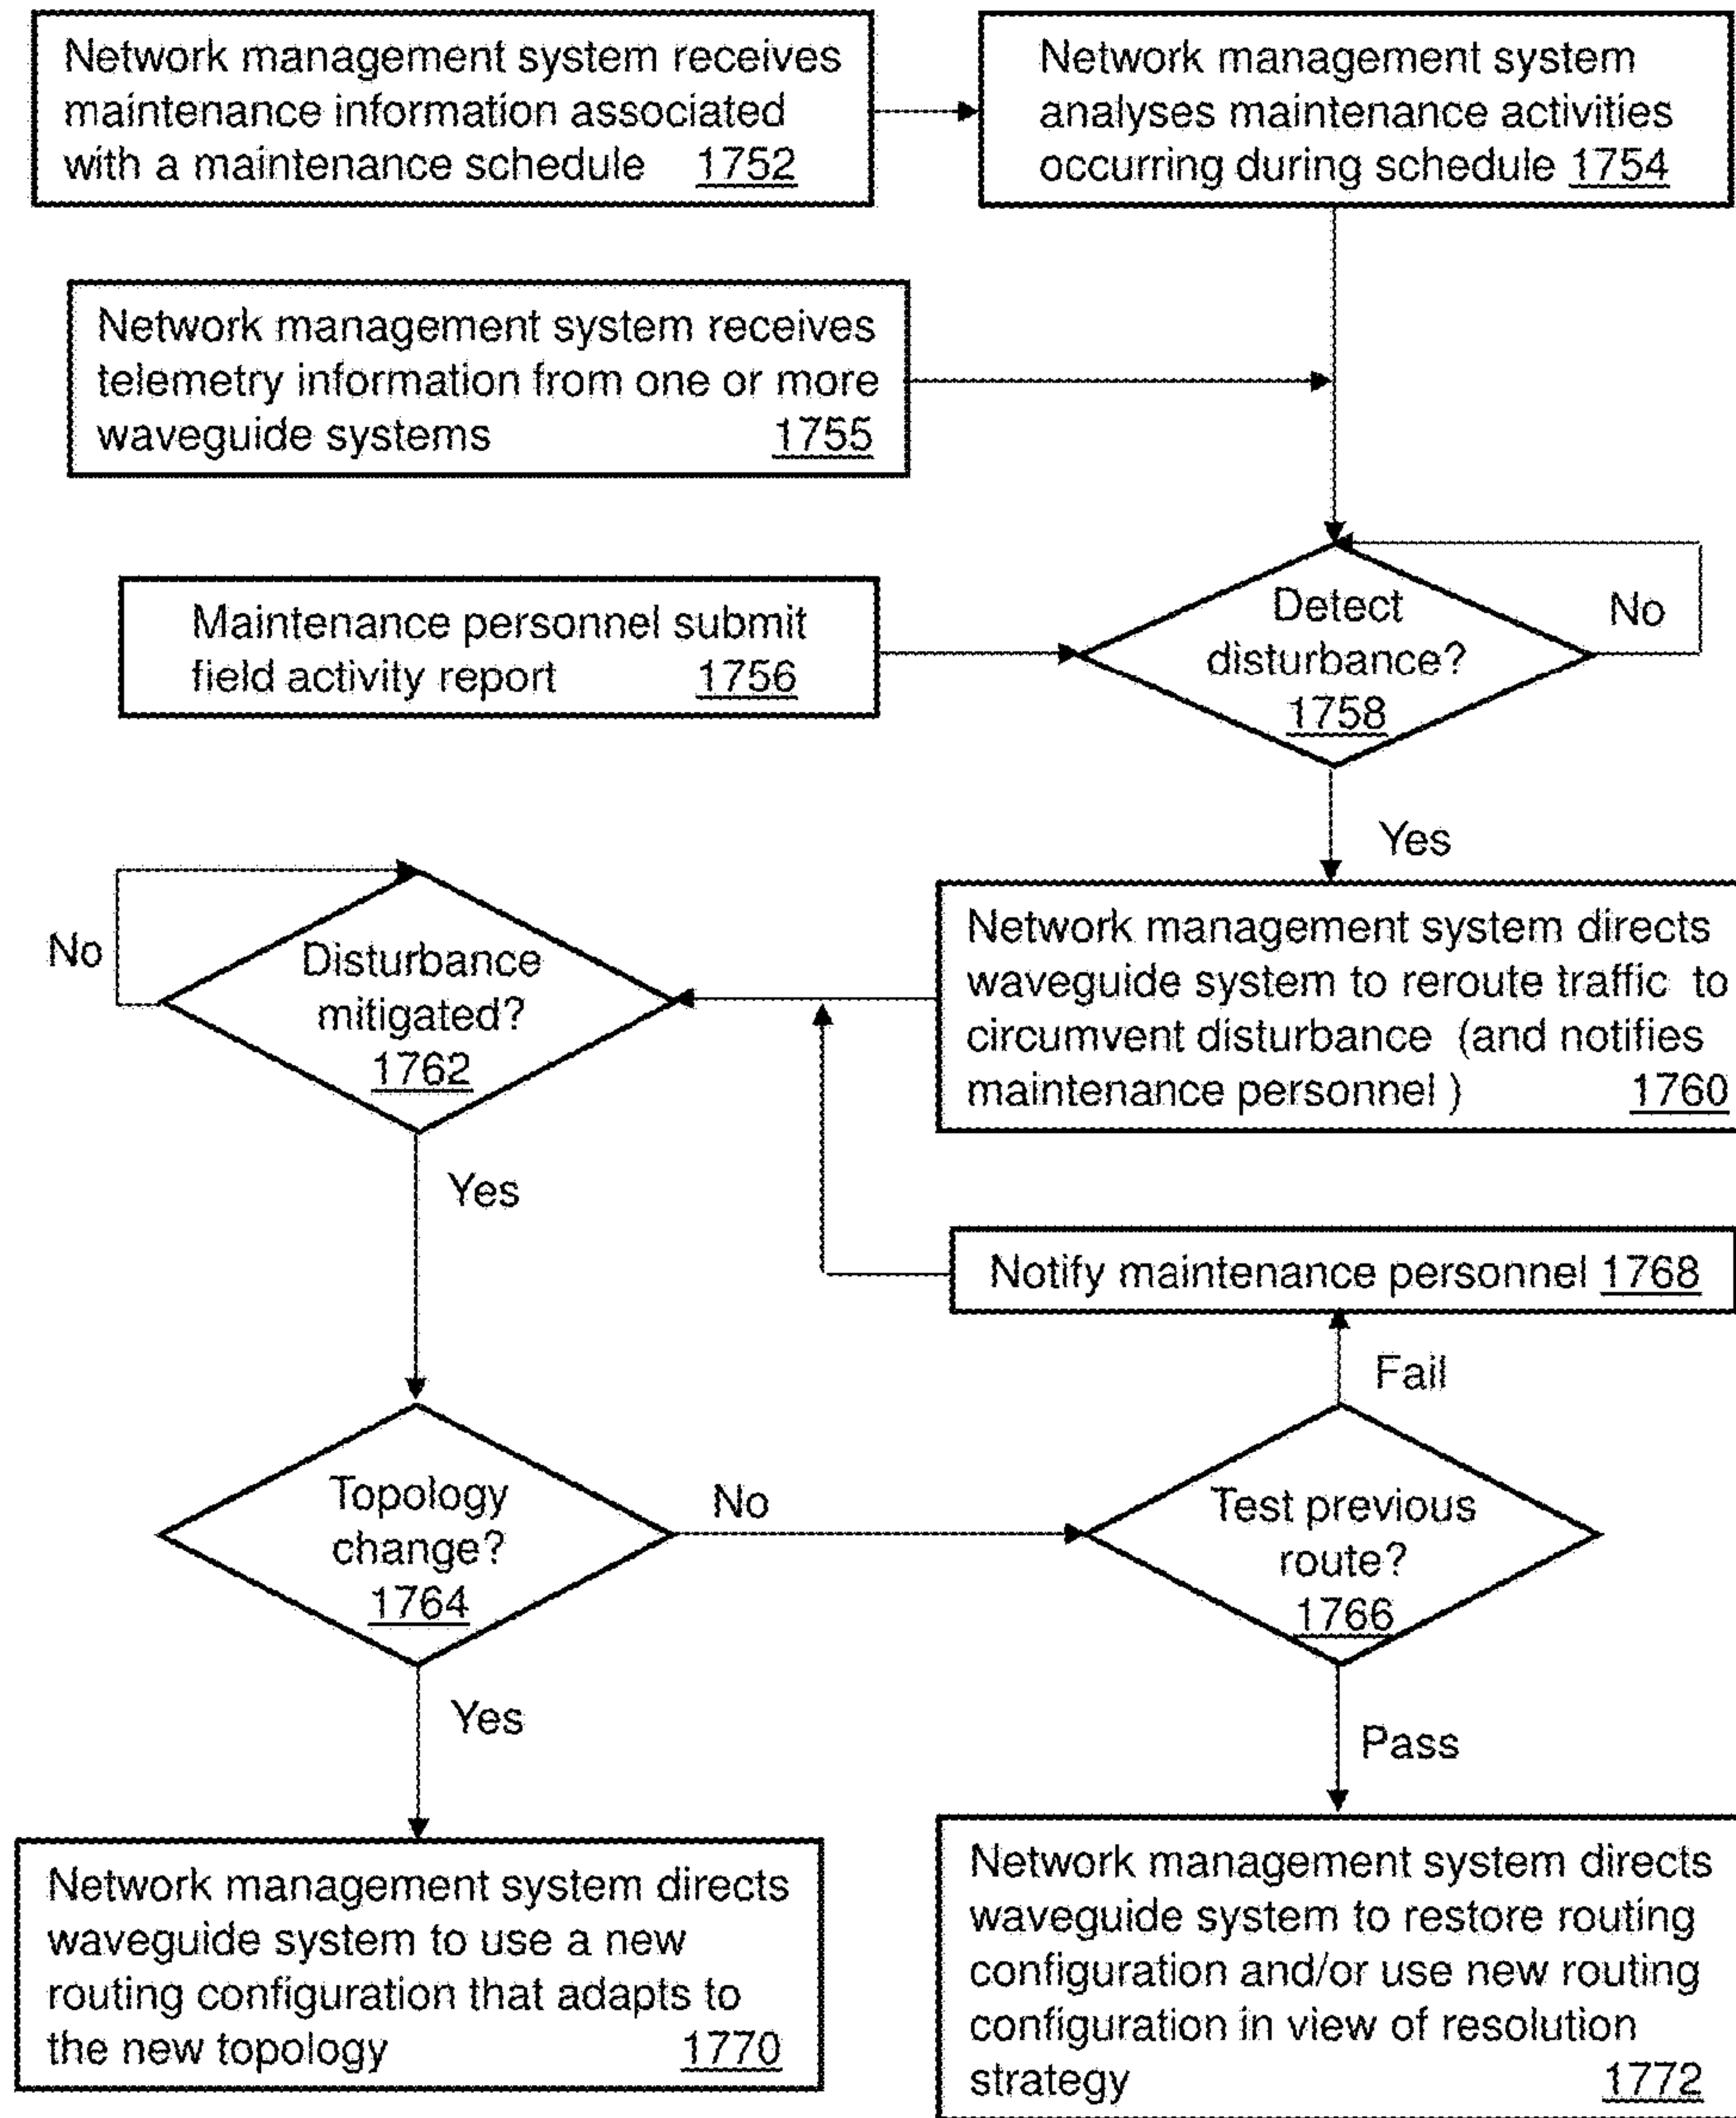 Network management system receives
maintenance information associated
with a maintenance schedule 1752
Network management system
analyses maintenance activities
occurring during schedule 1754
Network management system receives
telemetry information from one or more
waveguide systems 1755
Maintenance personnel submit
field activity report 1756
Detect
disturbance?
1758
No
Yes
Network management system directs
waveguide system to reroute traffic to
circumvent disturbance (and notifies
maintenance personnel ) 1760
No
Disturbance
mitigated?
1762
Yes
Notify maintenance personnel 1768
Fail
Topology
change?
1764
No
Test previous
route?
1766
Yes
Pass
Network management system directs
waveguide system to use a new
routing configuration that adapts to
the new topology 1770
Network management system directs
waveguide system to restore routing
configuration and/or use new routing
configuration in view of resolution
strategy 1772